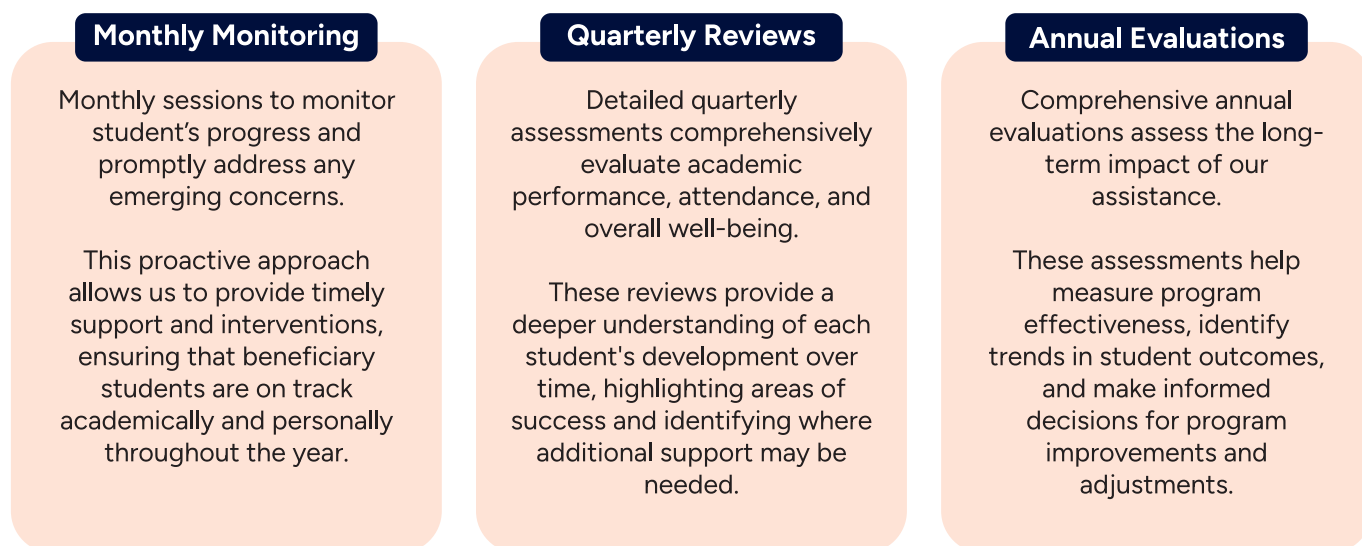 Monthly Monitoring
Monthly sessions to monitor
student’s progress and
promptly address any
emerging concerns.
This proactive approach
allows us to provide timely
support and interventions,
ensuring that beneficiary
students are on track
academically and personally
throughout the year.
Quarterly Reviews
Detailed quarterly
assessments comprehensively
evaluate academic
performance, attendance, and
overall well-being.
These reviews provide a
deeper understanding of each
student's development over
time, highlighting areas of
success and identifying where
additional support may be
needed.
Annual Evaluations
Comprehensive annual
evaluations assess the long-
term impact of our
assistance.
These assessments help
measure program
effectiveness, identify
trends in student outcomes,
and make informed
decisions for program
improvements and
adjustments.